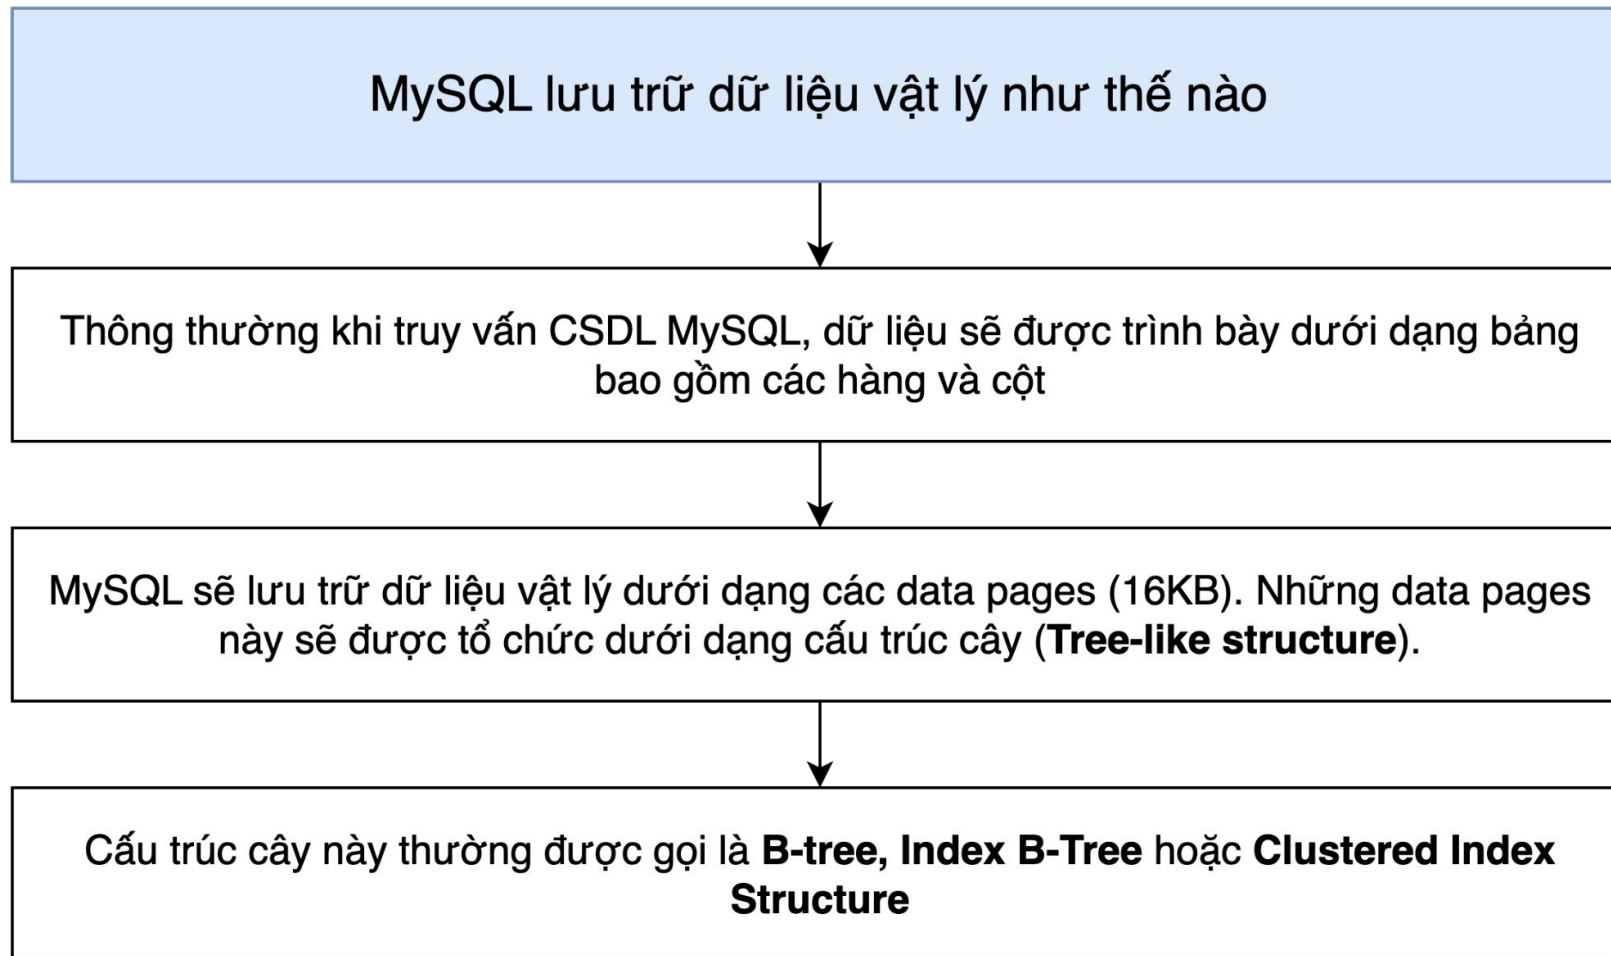 MySQL lưu trữ dữ liệu vật lý như thế nào
Thông thường khi truy vấn CSDL MySQL, dữ liệu sẽ được trình bày dưới dạng bảng
bao gồm các hàng và cột
MySQL sẽ lưu trữ dữ liệu vật lý dưới dạng các data pages (16KB). Những data pages
này sẽ được tổ chức dưới dạng cấu trúc cây (Tree-like structure).
Cấu trúc cây này thường được gọi là B-tree, Index B-Tree hoặc Clustered Index
Structure